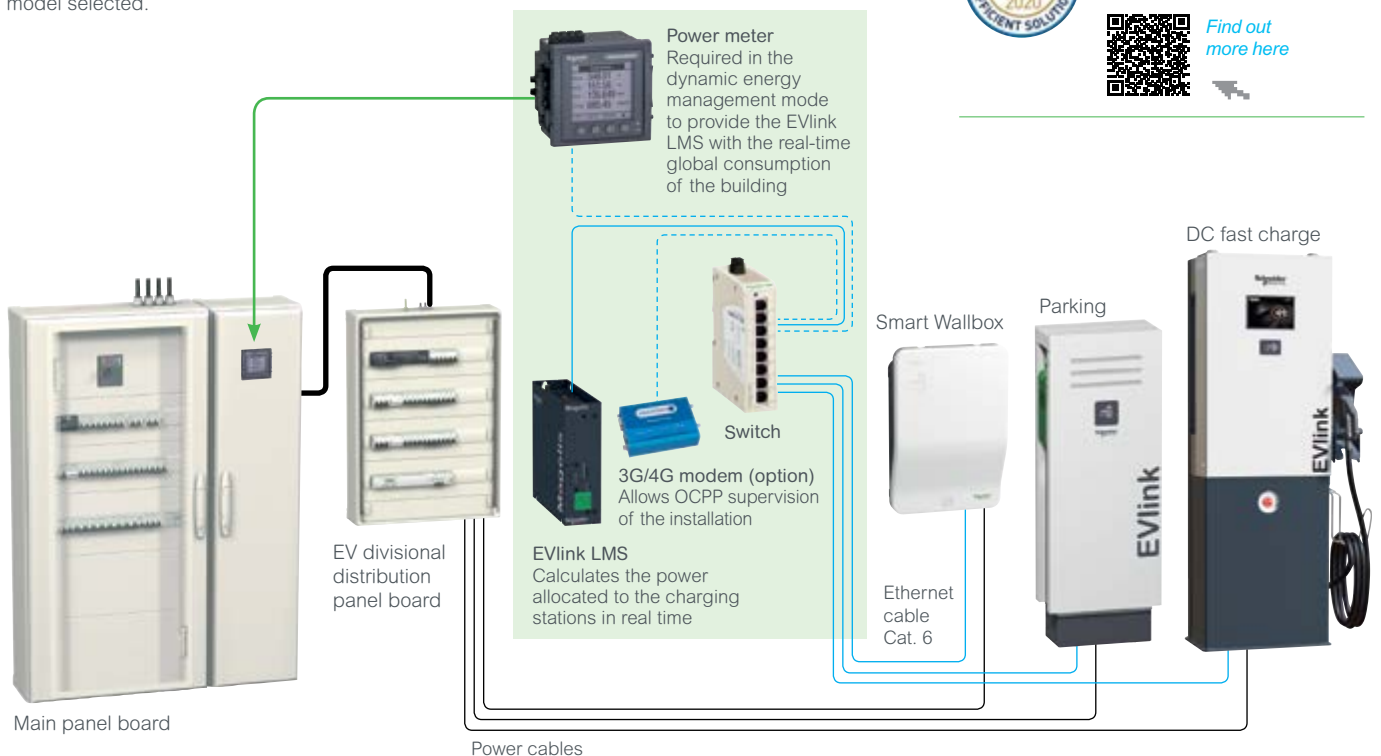 model selected.
2020
EFFICIENT SOLUTION
Find out
more here
Power meter
Required in the
dynamic energy
management mode
to provide the EVlink
LMS with the real-time
global consumption
of the building
DC fast charge
Parking
Smart Wallbox
Switch
3G/4G modem (option)
Allows OCPP supervision
of the installation
EVlink LMS
Calculates the power
allocated to the charging
stations in real time
EV divisional
distribution
panel board
Ethernet
cable
Cat. 6
EVlink
EVlink
Main panel board
Power cables